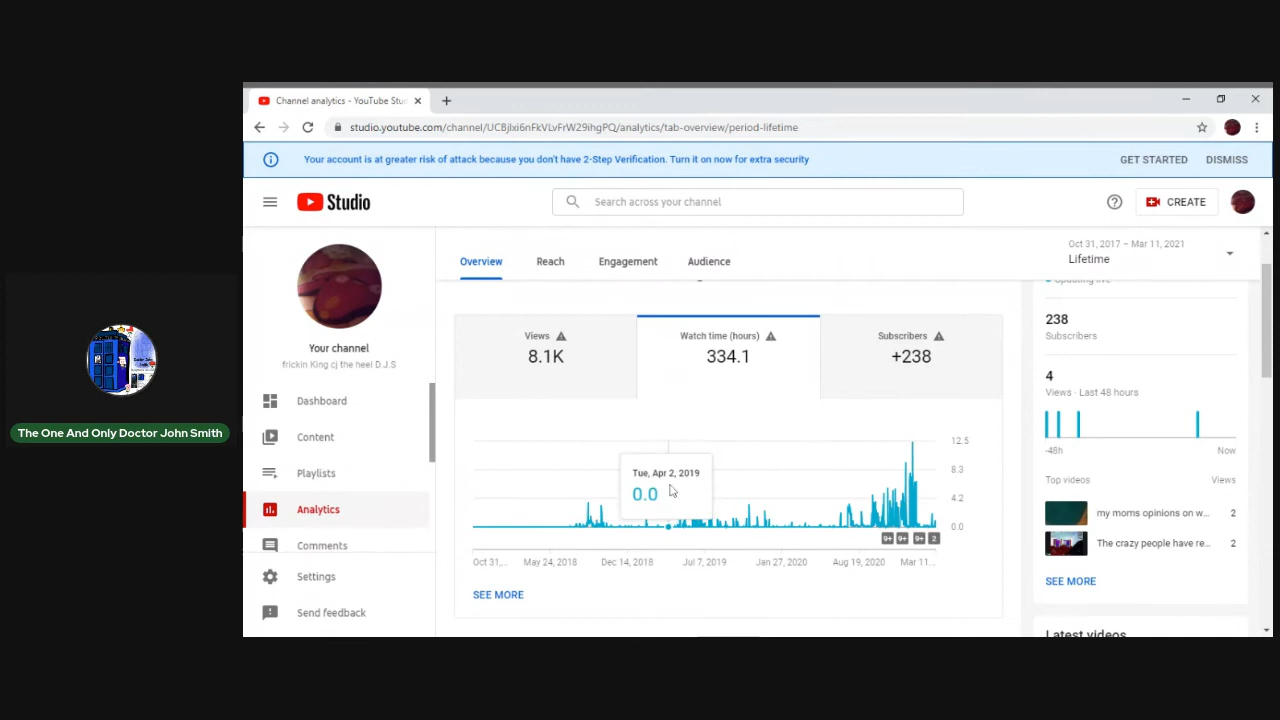 Channel analytics - YouTube Stu
studio.youtube.com/channel/UCBjlxi6nFkVLvFrW29ihgPQ/analytics/tab-overview/period-lifetime
Your account is at greater risk of attack because you don't have 2-Step Verification. Turn it on now for extra security
GET STARTED
DISMISS
Studio
Search across your channel
CREATE
Your channel
frickin King cj the heel D.J.S
Dashboard
Content
Playlists
Analytics
Comments
Settings
Send feedback
The One And Only Doctor John Smith
Overview
Reach
Engagement
Audience
Oct 31, 2017 – Mar 11, 2021
Lifetime
Views
8.1K
Watch time (hours)
334.1
Subscribers
+238
Tue, Apr 2, 2019
0.0
12.5
8.3
4.2
0.0
9+ 9+ 9+ 2
Oct 31,... May 24, 2018 Dec 14, 2018 Jul 7, 2019 Jan 27, 2020 Aug 19, 2020 Mar 11...
SEE MORE
Updating live
238
Subscribers
4
Views · Last 48 hours
-48h
Now
Top videos
Views
my moms opinions on w... 2
The crazy people have re... 2
SEE MORE
Latest videos